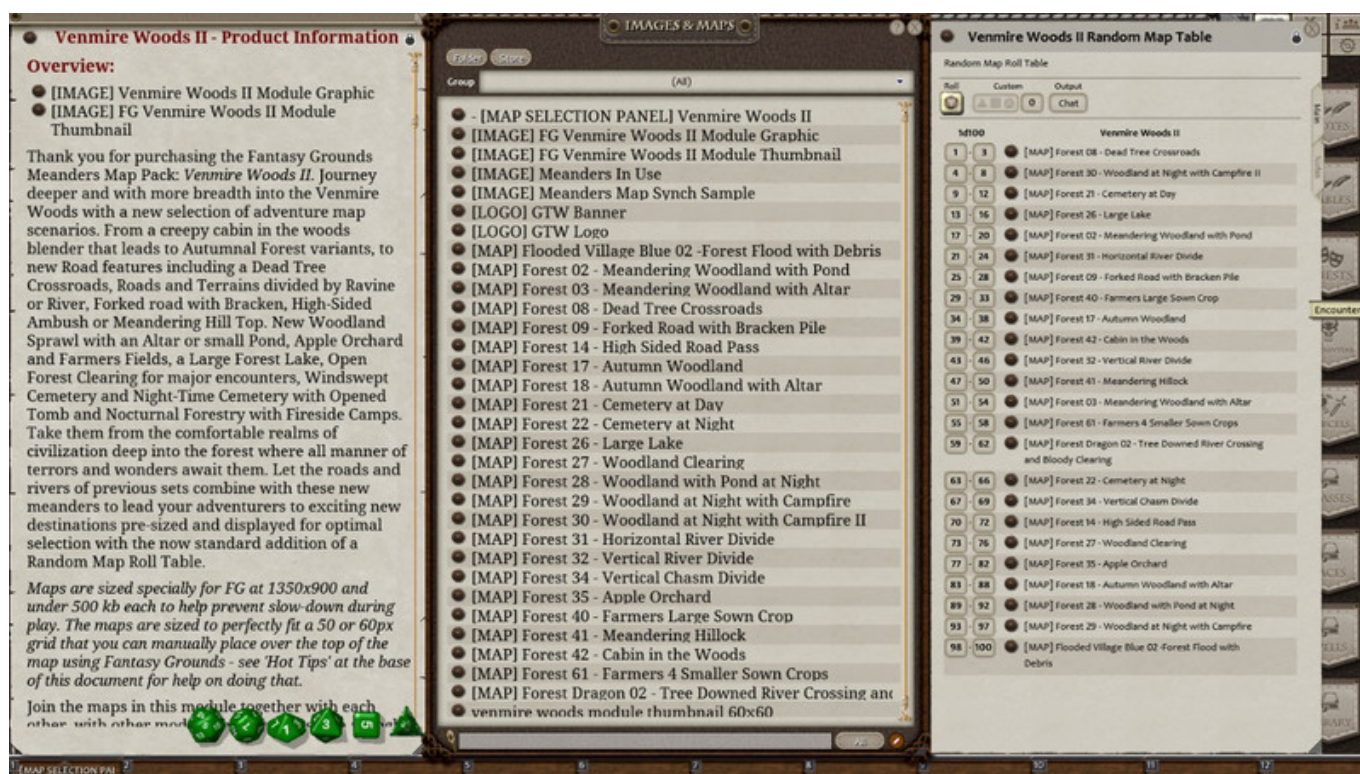 Venmire Woods II - Product Information
Overview:
[IMAGE] Venmire Woods II Module Graphic
[IMAGE] FG Venmire Woods II Module
Thumbnail
Thank you for purchasing the Fantasy Grounds
Meanders Map Pack: Venmire Woods II. Journey
deeper and with more breadth into the Venmire
Woods with a new selection of adventure map
scenarios. From a creepy cabin in the woods
blender that leads to Autumnal Forest variants, to
new Road features including a Dead Tree
Crossroads, Roads and Terrains divided by Ravine
or River, Forked road with Bracken, High-Sided
Ambush or Meandering Hill Top. New Woodland
Sprawl with an Altar or small Pond, Apple Orchard
and Farmers Fields, a Large Forest Lake, Open
Forest Clearing for major encounters, Windswept
Cemetery and Night-Time Cemetery with Opened
Tomb and Nocturnal Forestry with Fireside Camps.
Take them from the comfortable realms of
civilization deep into the forest where all manner of
terrors and wonders await them. Let the roads and
rivers of previous sets combine with these new
meanders to lead your adventurers to exciting new
destinations pre-sized and displayed for optimal
selection with the now standard addition of a
Random Map Roll Table.
Maps are sized specially for FG at 1350x900 and
under 500 kb each to help prevent slow-down during
play. The maps are sized to perfectly fit a 50 or 60px
grid that you can manually place over the top of the
map using Fantasy Grounds - see 'Hot Tips' at the base
of this document for help on doing that.
Join the maps in this module together with each
other, with other
IMAGES & MAPS
Folder Store
Group (All)
- [MAP SELECTION PANEL] Venmire Woods II
[IMAGE] FG Venmire Woods II Module Graphic
[IMAGE] FG Venmire Woods II Module Thumbnail
[IMAGE] Meanders In Use
[IMAGE] Meanders Map Synch Sample
[LOGO] GTW Banner
[LOGO] GTW Logo
[MAP] Flooded Village Blue 02 -Forest Flood with Debris
[MAP] Forest 02 - Meandering Woodland with Pond
[MAP] Forest 03 - Meandering Woodland with Altar
[MAP] Forest 08 - Dead Tree Crossroads
[MAP] Forest 09 - Forked Road with Bracken Pile
[MAP] Forest 14 - High Sided Road Pass
[MAP] Forest 17 - Autumn Woodland
[MAP] Forest 18 - Autumn Woodland with Altar
[MAP] Forest 21 - Cemetery at Day
[MAP] Forest 22 - Cemetery at Night
[MAP] Forest 26 - Large Lake
[MAP] Forest 27 - Woodland Clearing
[MAP] Forest 28 - Woodland with Pond at Night
[MAP] Forest 29 - Woodland at Night with Campfire
[MAP] Forest 30 - Woodland at Night with Campfire II
[MAP] Forest 31 - Horizontal River Divide
[MAP] Forest 32 - Vertical River Divide
[MAP] Forest 34 - Vertical Chasm Divide
[MAP] Forest 35 - Apple Orchard
[MAP] Forest 40 - Farmers Large Sown Crop
[MAP] Forest 41 - Meandering Hillock
[MAP] Forest 42 - Cabin in the Woods
[MAP] Forest 61 - Farmers 4 Smaller Sown Crops
[MAP] Forest Dragon 02 - Tree Downed River Crossing and
venmire woods module thumbnail 60x60
All
Venmire Woods II Random Map Table
Random Map Roll Table
Roll Custom Output
0 Chat
1d100 Venmire Woods II
1 - 3 [MAP] Forest 08 - Dead Tree Crossroads
4 - 8 [MAP] Forest 30 - Woodland at Night with Campfire II
9 - 12 [MAP] Forest 21 - Cemetery at Day
13 - 16 [MAP] Forest 26 - Large Lake
17 - 20 [MAP] Forest 02 - Meandering Woodland with Pond
21 - 24 [MAP] Forest 31 - Horizontal River Divide
25 - 28 [MAP] Forest 09 - Forked Road with Bracken Pile
29 - 33 [MAP] Forest 40 - Farmers Large Sown Crop
34 - 38 [MAP] Forest 17 - Autumn Woodland
39 - 42 [MAP] Forest 42 - Cabin in the Woods
43 - 46 [MAP] Forest 32 - Vertical River Divide
47 - 50 [MAP] Forest 41 - Meandering Hillock
51 - 54 [MAP] Forest 03 - Meandering Woodland with Altar
55 - 58 [MAP] Forest 61 - Farmers 4 Smaller Sown Crops
59 - 62 [MAP] Forest Dragon 02 - Tree Downed River Crossing
and Bloody Clearing
63 - 66 [MAP] Forest 22 - Cemetery at Night
67 - 69 [MAP] Forest 34 - Vertical Chasm Divide
70 - 72 [MAP] Forest 14 - High Sided Road Pass
73 - 76 [MAP] Forest 27 - Woodland Clearing
77 - 82 [MAP] Forest 35 - Apple Orchard
83 - 88 [MAP] Forest 18 - Autumn Woodland with Altar
89 - 92 [MAP] Forest 28 - Woodland with Pond at Night
93 - 97 [MAP] Forest 29 - Woodland at Night with Campfire
98 - 100 [MAP] Flooded Village Blue 02 -Forest Flood with
Debris
Main
Encounter
1 [MAP SELECTION PAI 2 3 4 5 6 7 8 9 10 11 12